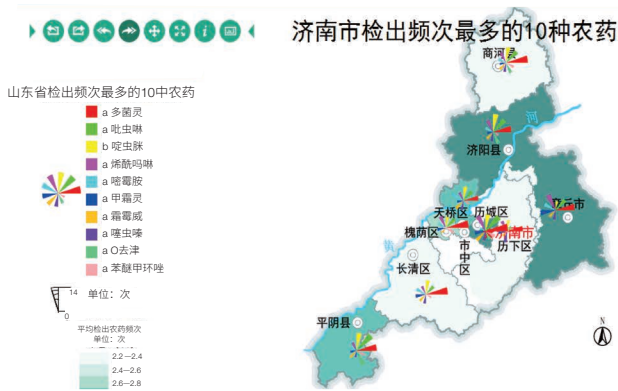 济南市检出频次最多的10种农药
山东省检出频次最多的10中农药
a 多菌灵
a 吡虫啉
b 啶虫脒
a 烯酰吗啉
a 嘧霉胺
a 甲霜灵
a 霜霉威
a 噻虫嗪
a O去津
a 苯醚甲环唑
14 单位：次
0
平均检出农药频次
单位：次
2.2—2.4
2.4—2.6
2.6—2.8
商河县
河
济阳县
天桥区
历城区
槐荫区
济南市
市中区
历下区
黄
长清区
平阴县
N